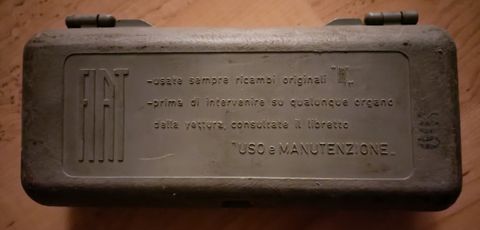 FIAT
-usate sempre ricambi originali
-prima di intervenire su qualunque organo
della vettura, consultate il libretto
"USO e MANUTENZIONE"